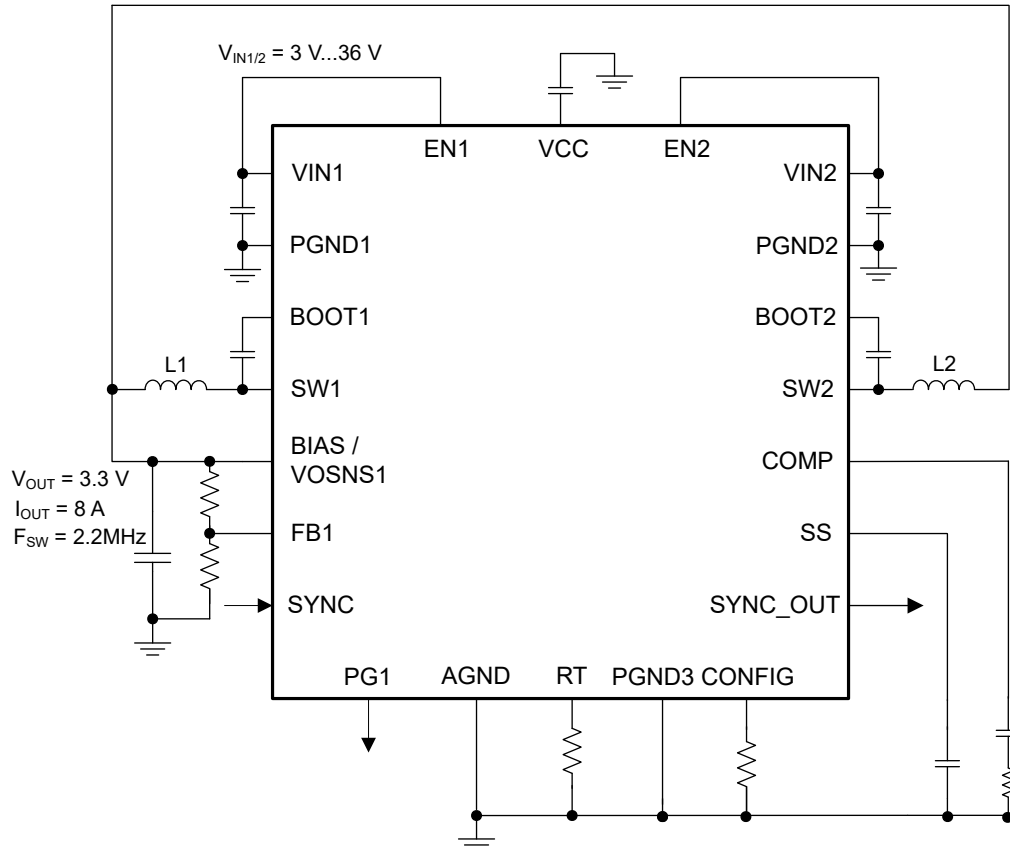 V_IN1/2 = 3 V...36 V
EN1
VCC
EN2
VIN1
VIN2
PGND1
PGND2
BOOT1
BOOT2
L1
SW1
SW2
L2
BIAS /
VOSNS1
COMP
V_OUT = 3.3 V
I_OUT = 8 A
F_SW = 2.2MHz
FB1
SS
SYNC
SYNC_OUT
PG1
AGND
RT
PGND3
CONFIG